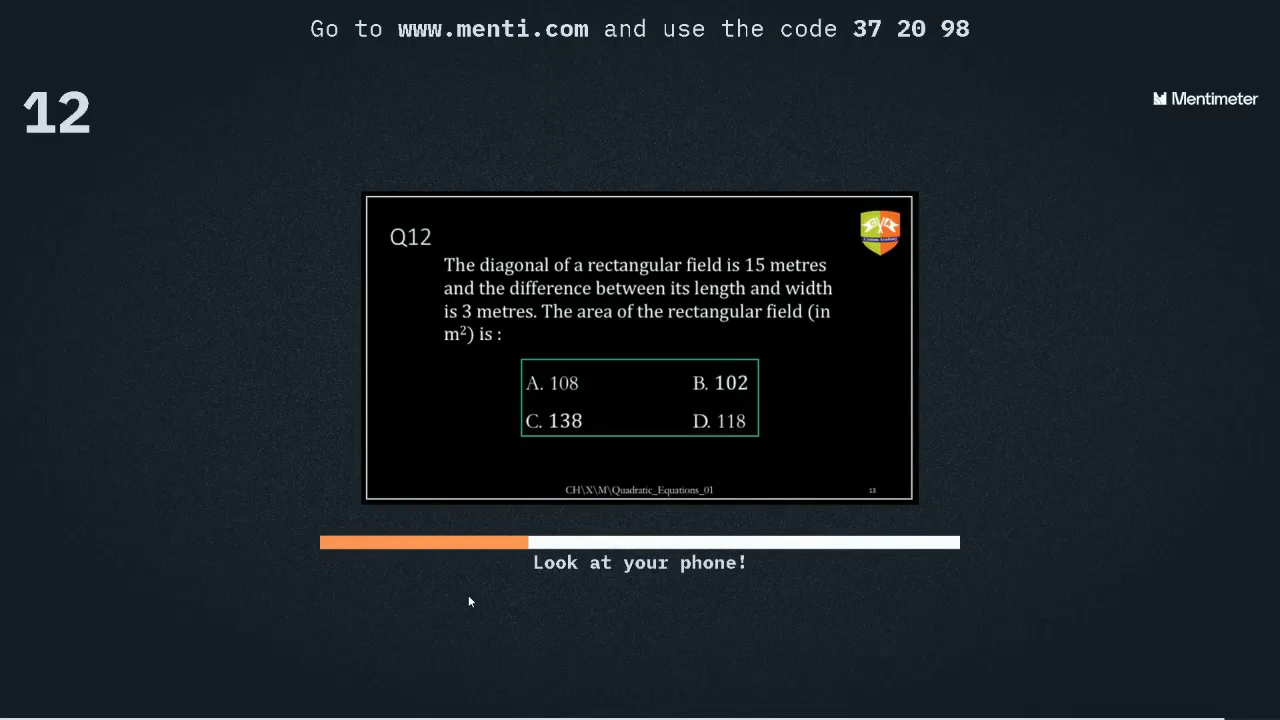 Go to www.menti.com and use the code 37 20 98
12
Mentimeter
Q12
The diagonal of a rectangular field is 15 metres
and the difference between its length and width
is 3 metres. The area of the rectangular field (in
m²) is :
A. 108 B. 102
C. 138 D. 118
CH\X\M\Quadratic_Equations_01 13
Look at your phone!